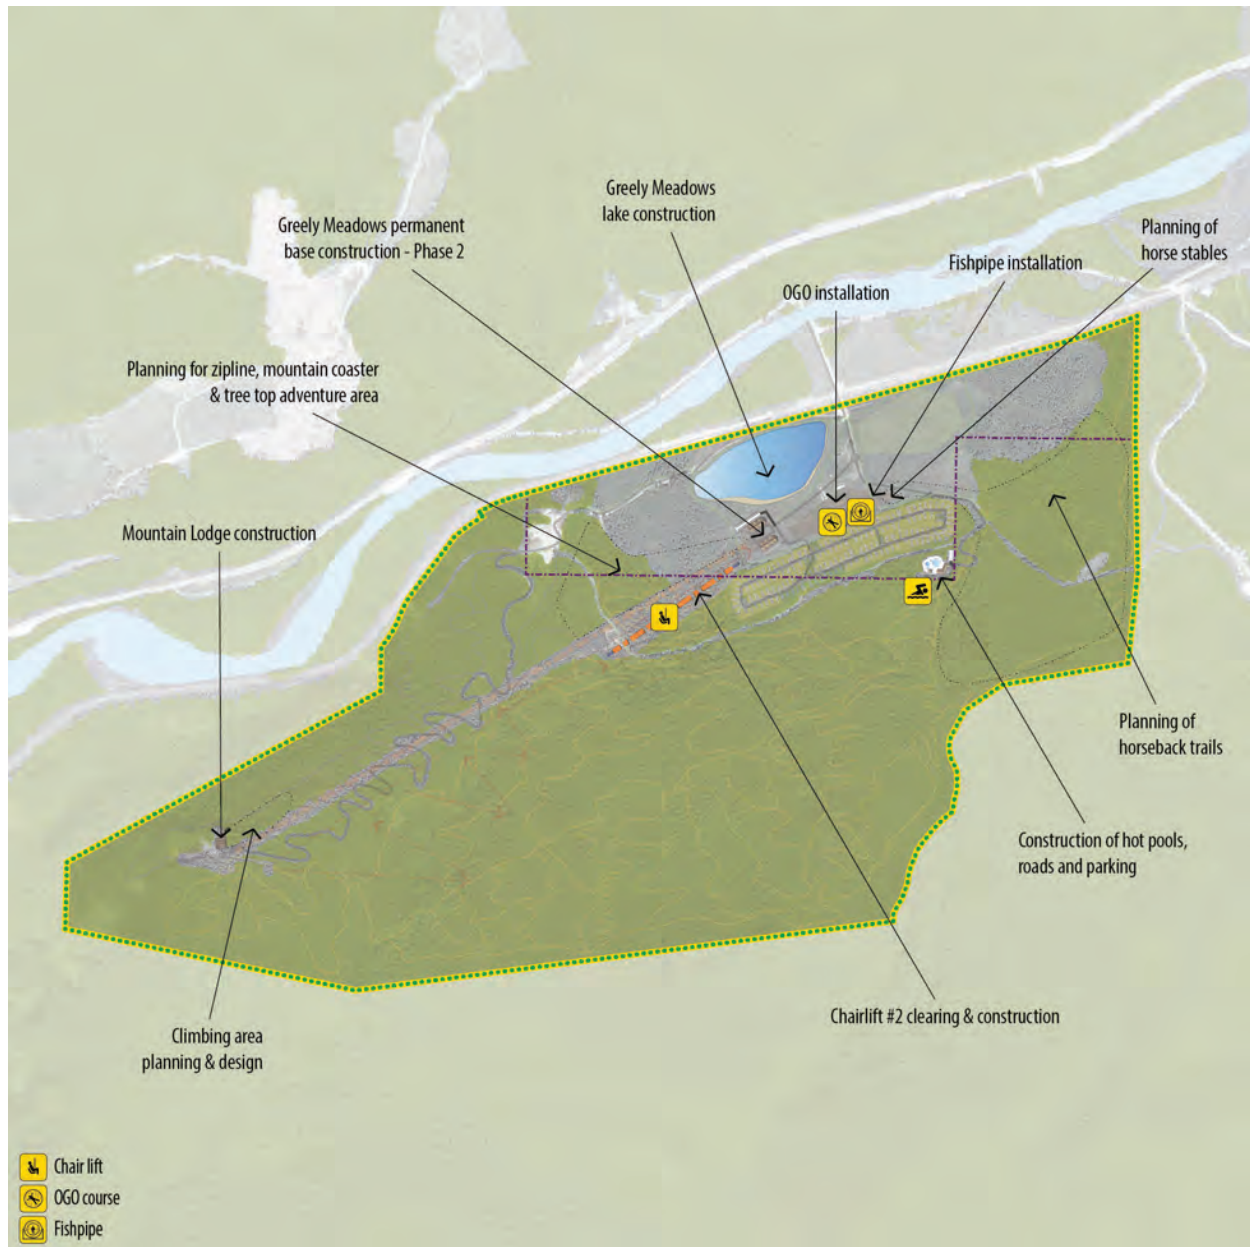 Greely Meadows
lake construction
Greely Meadows permanent
base construction - Phase 2
Planning of
horse stables
Fishpipe installation
OGO installation
Planning for zipline, mountain coaster
& tree top adventure area
Mountain Lodge construction
Planning of
horseback trails
Construction of hot pools,
roads and parking
Chairlift #2 clearing & construction
Climbing area
planning & design
Chair lift
OGO course
Fishpipe